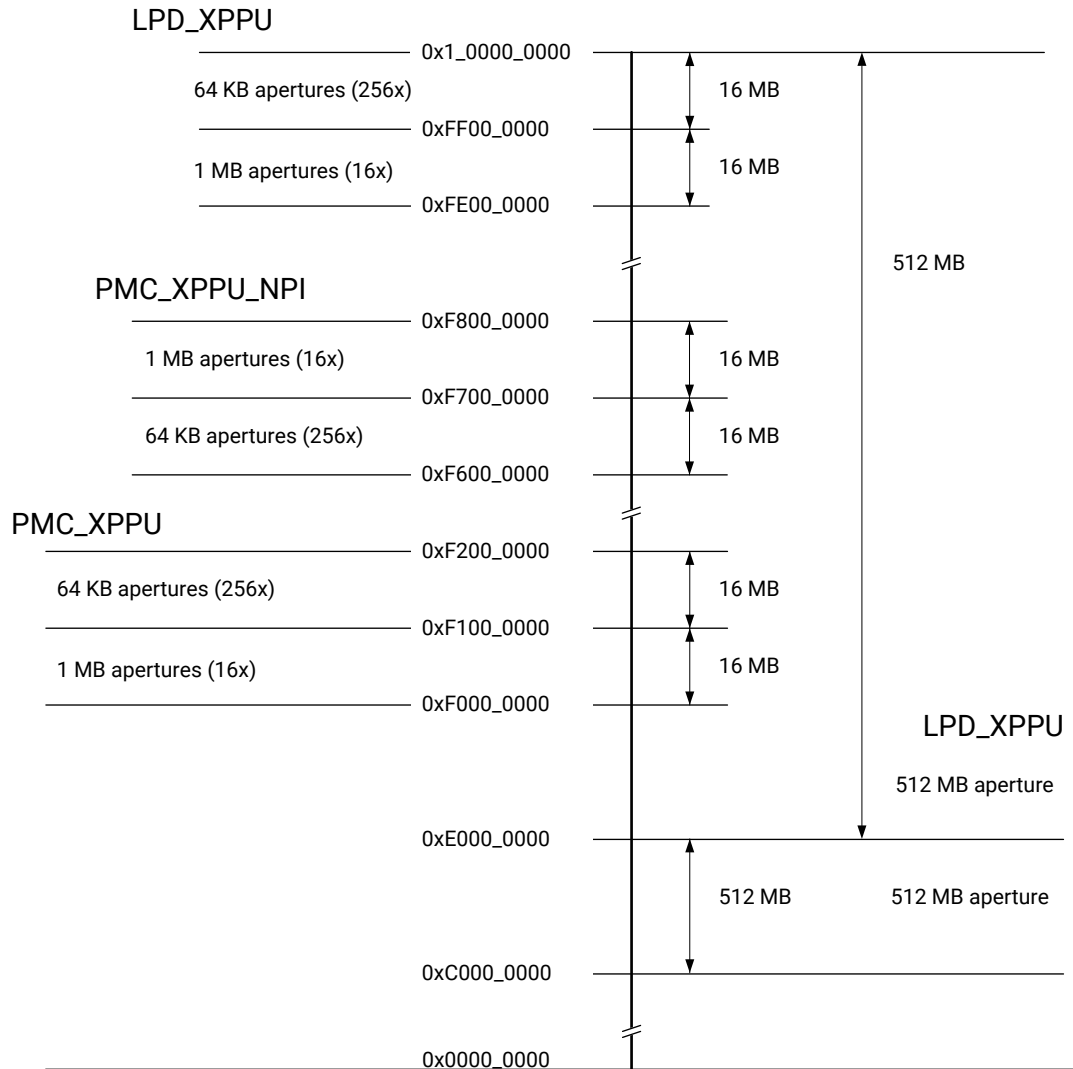 LPD_XPPU
0x1_0000_0000
64 KB apertures (256x)
16 MB
0xFF00_0000
1 MB apertures (16x)
16 MB
0xFE00_0000
512 MB
PMC_XPPU_NPI
0xF800_0000
1 MB apertures (16x)
16 MB
0xF700_0000
64 KB apertures (256x)
16 MB
0xF600_0000
PMC_XPPU
0xF200_0000
64 KB apertures (256x)
16 MB
0xF100_0000
1 MB apertures (16x)
16 MB
0xF000_0000
LPD_XPPU
512 MB aperture
0xE000_0000
512 MB
512 MB aperture
0xC000_0000
0x0000_0000